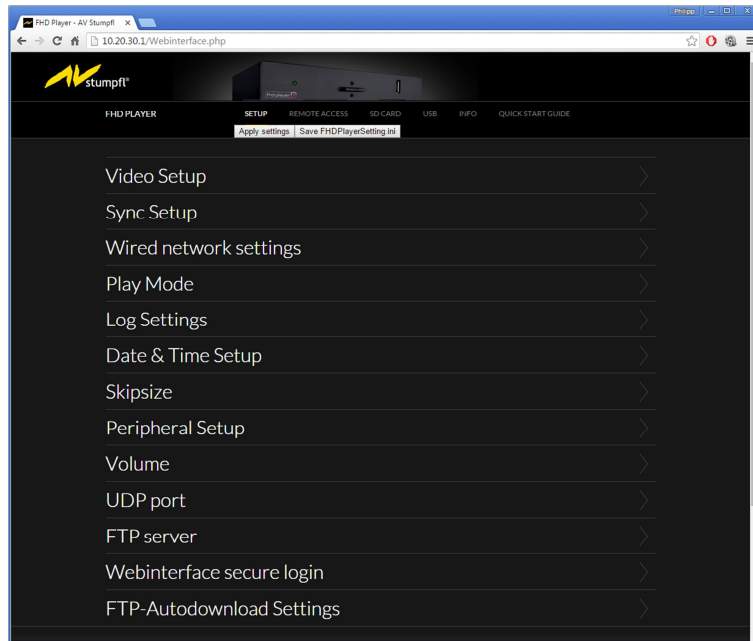 Philipp
FHD Player - AV Stumpfl
10.20.30.1/Webinterface.php
AV stumpfl®
FHD PLAYER SETUP REMOTE ACCESS SD CARD USB INFO QUICK START GUIDE
Apply settings Save FHDPlayerSetting.ini
Video Setup
Sync Setup
Wired network settings
Play Mode
Log Settings
Date & Time Setup
Skipsize
Peripheral Setup
Volume
UDP port
FTP server
Webinterface secure login
FTP-Autodownload Settings